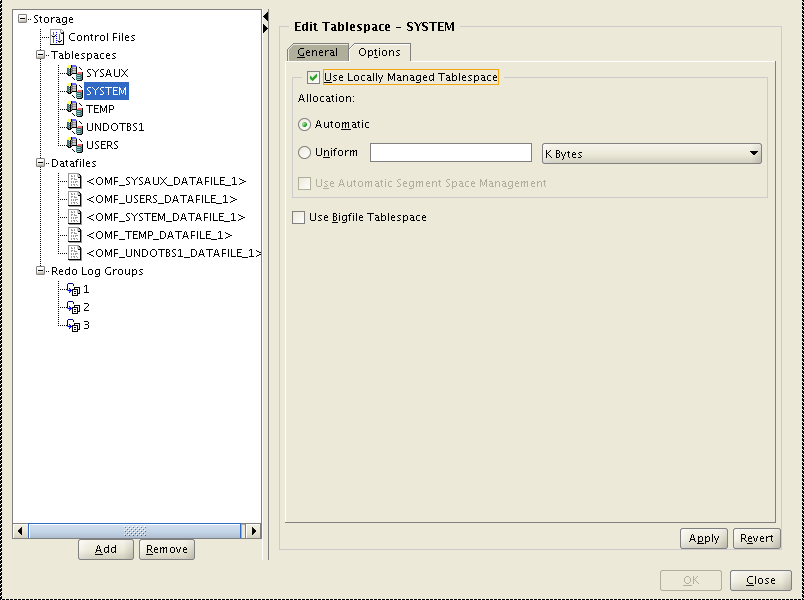 Storage
Control Files
Tablespaces
SYSAUX
SYSTEM
TEMP
UNDOTBS1
USERS
Datafiles
<OMF_SYSAUX_DATAFILE_1>
<OMF_USERS_DATAFILE_1>
<OMF_SYSTEM_DATAFILE_1>
<OMF_TEMP_DATAFILE_1>
<OMF_UNDOTBS1_DATAFILE_1>
Redo Log Groups
1
2
3
Add Remove
Edit Tablespace - SYSTEM
General Options
Use Locally Managed Tablespace
Allocation:
Automatic
Uniform K Bytes
Use Automatic Segment Space Management
Use Bigfile Tablespace
Apply Revert
OK Close